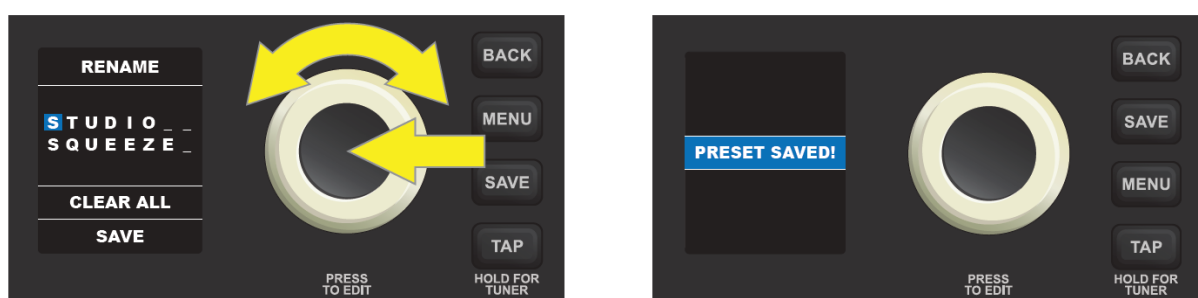 RENAME
STUDIO__
SQUEEZE_
CLEAR ALL
SAVE
PRESS
TO EDIT
BACK
MENU
SAVE
TAP
HOLD FOR
TUNER
PRESET SAVED!
PRESS
TO EDIT
BACK
SAVE
MENU
TAP
HOLD FOR
TUNER